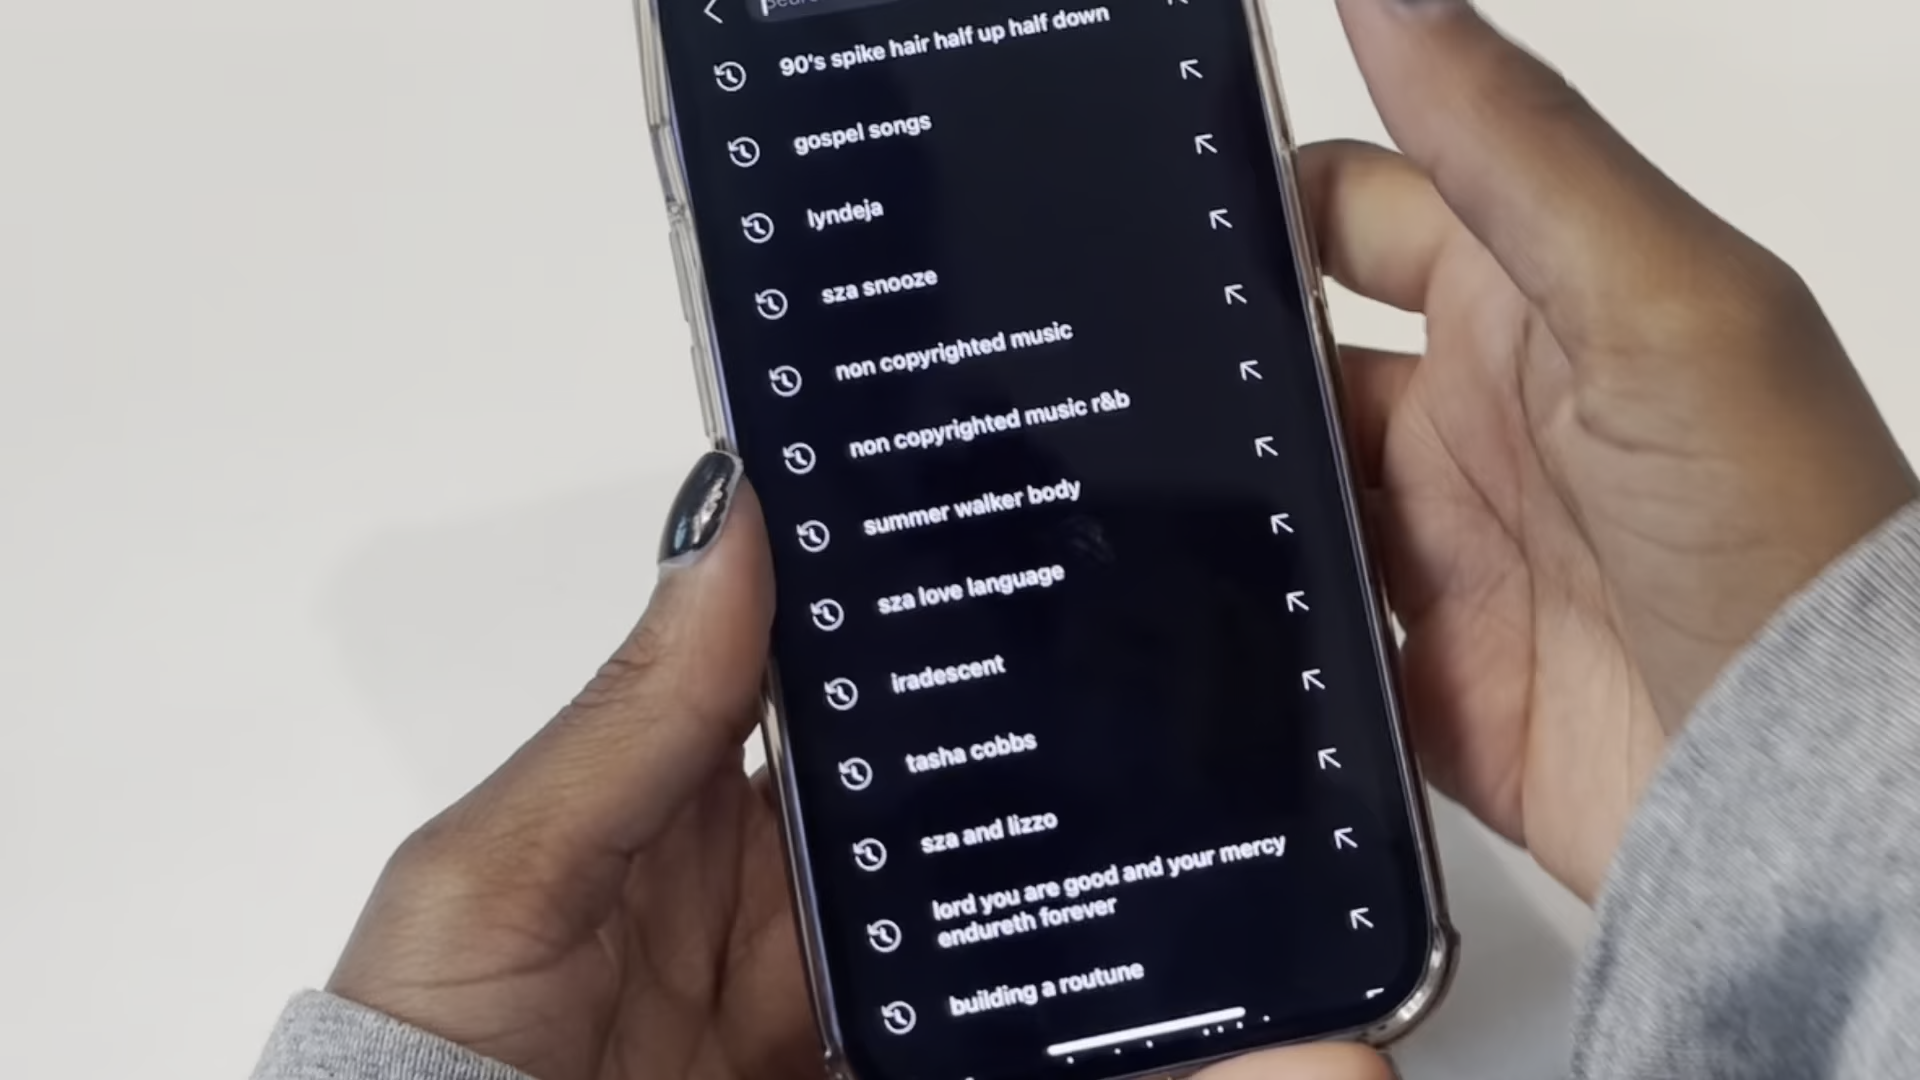 90's spike hair half up half down
gospel songs
lyndeja
sza snooze
non copyrighted music
non copyrighted music r&b
summer walker body
sza love language
iradescent
tasha cobbs
sza and lizzo
lord you are good and your mercy
endureth forever
building a routune